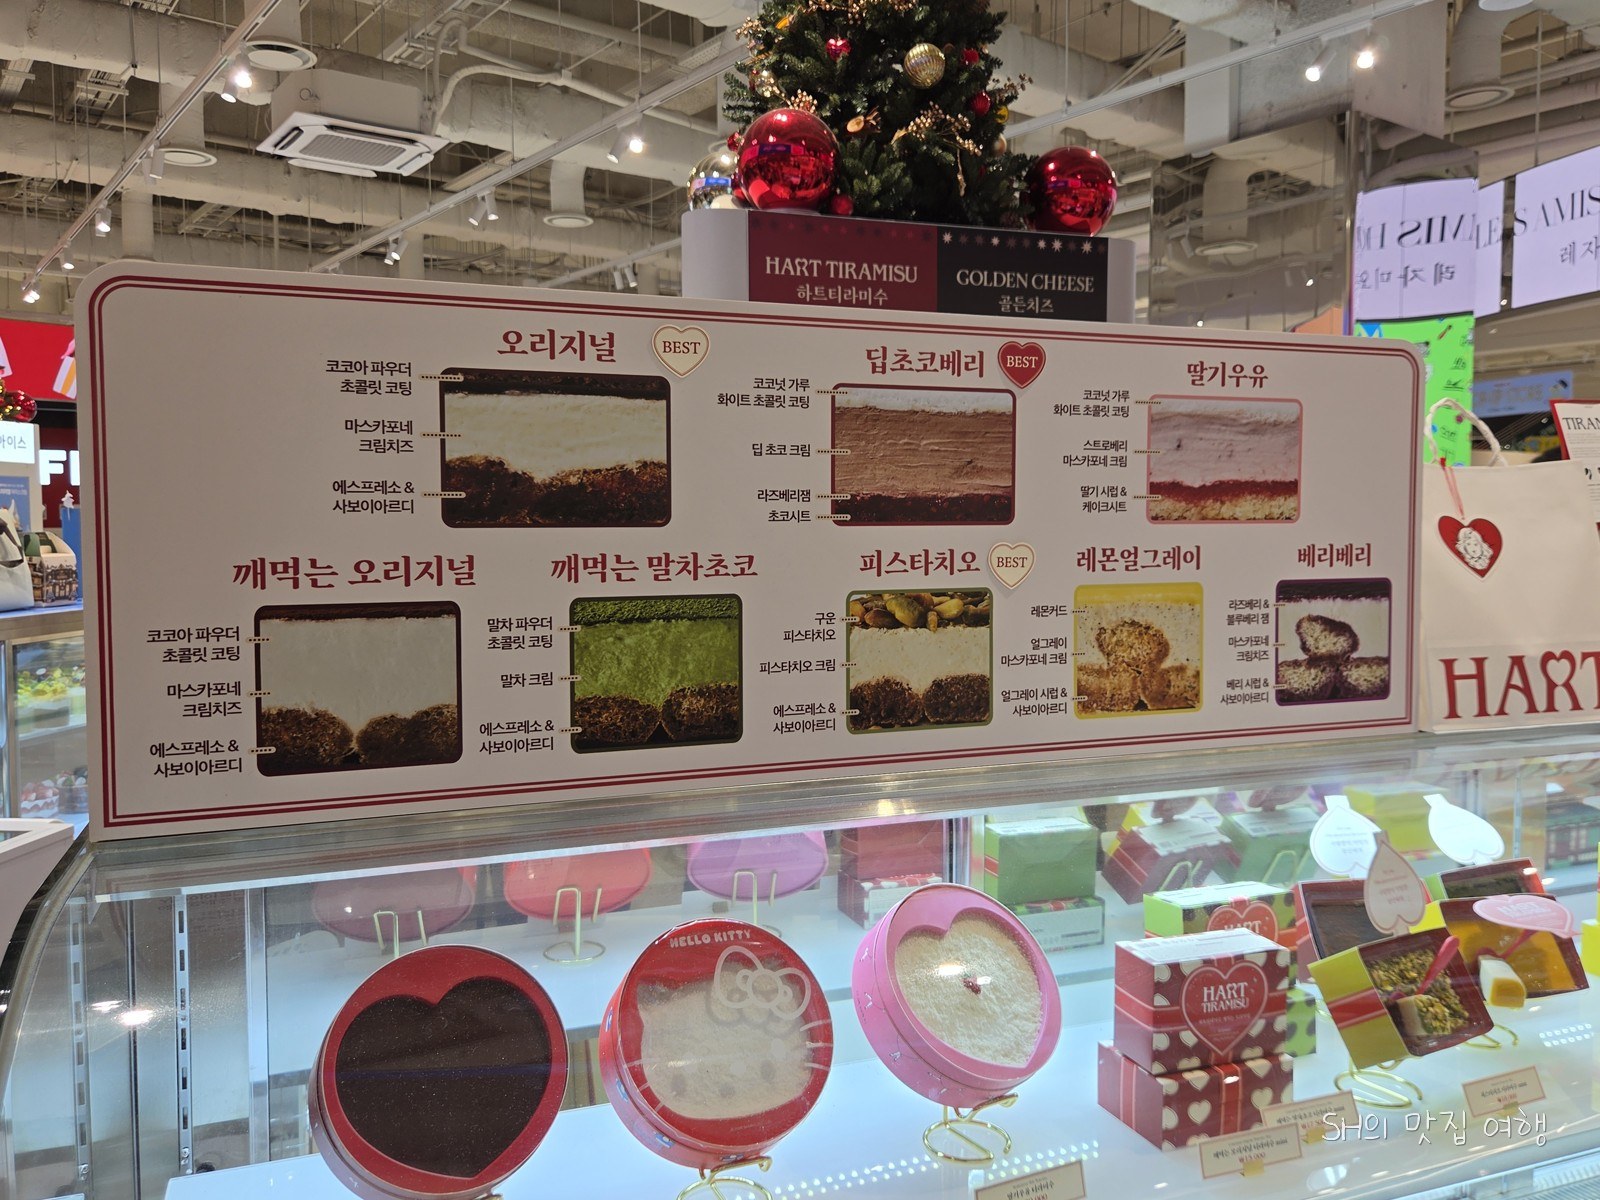 HART TIRAMISU
하트티라미수
GOLDEN CHEESE
골든치즈
오리지널
BEST
코코아 파우더
초콜릿 코팅
마스카포네
크림치즈
에스프레소 &
사보이아르디
딥초코베리
BEST
코코넛 가루
화이트 초콜릿 코팅
딥 초코 크림
라즈베리잼
초코시트
딸기우유
코코넛 가루
화이트 초콜릿 코팅
스트로베리
마스카포네 크림
딸기 시럽 &
케이크시트
깨먹는 오리지널
코코아 파우더
초콜릿 코팅
마스카포네
크림치즈
에스프레소 &
사보이아르디
깨먹는 말차초코
말차 파우더
초콜릿 코팅
말차 크림
에스프레소 &
사보이아르디
피스타치오
BEST
구운
피스타치오
피스타치오 크림
에스프레소 &
사보이아르디
레몬얼그레이
레몬커드
얼그레이
마스카포네 크림
얼그레이 시럽 &
사보이아르디
베리베리
라즈베리 &
블루베리 잼
마스카포네
크림치즈
베리 시럽 &
사보이아르디
HART
HELLO KITTY
HART
TIRAMISU
SH의 맛집 여행